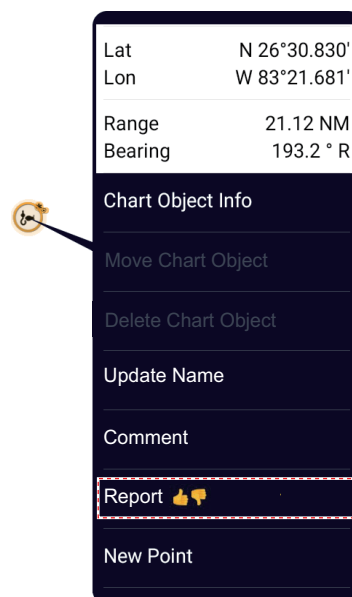 Lat N 26°30.830'
Lon W 83°21.681'
Range 21.12 NM
Bearing 193.2 ° R
Chart Object Info
Move Chart Object
Delete Chart Object
Update Name
Comment
Report 👍👎
New Point